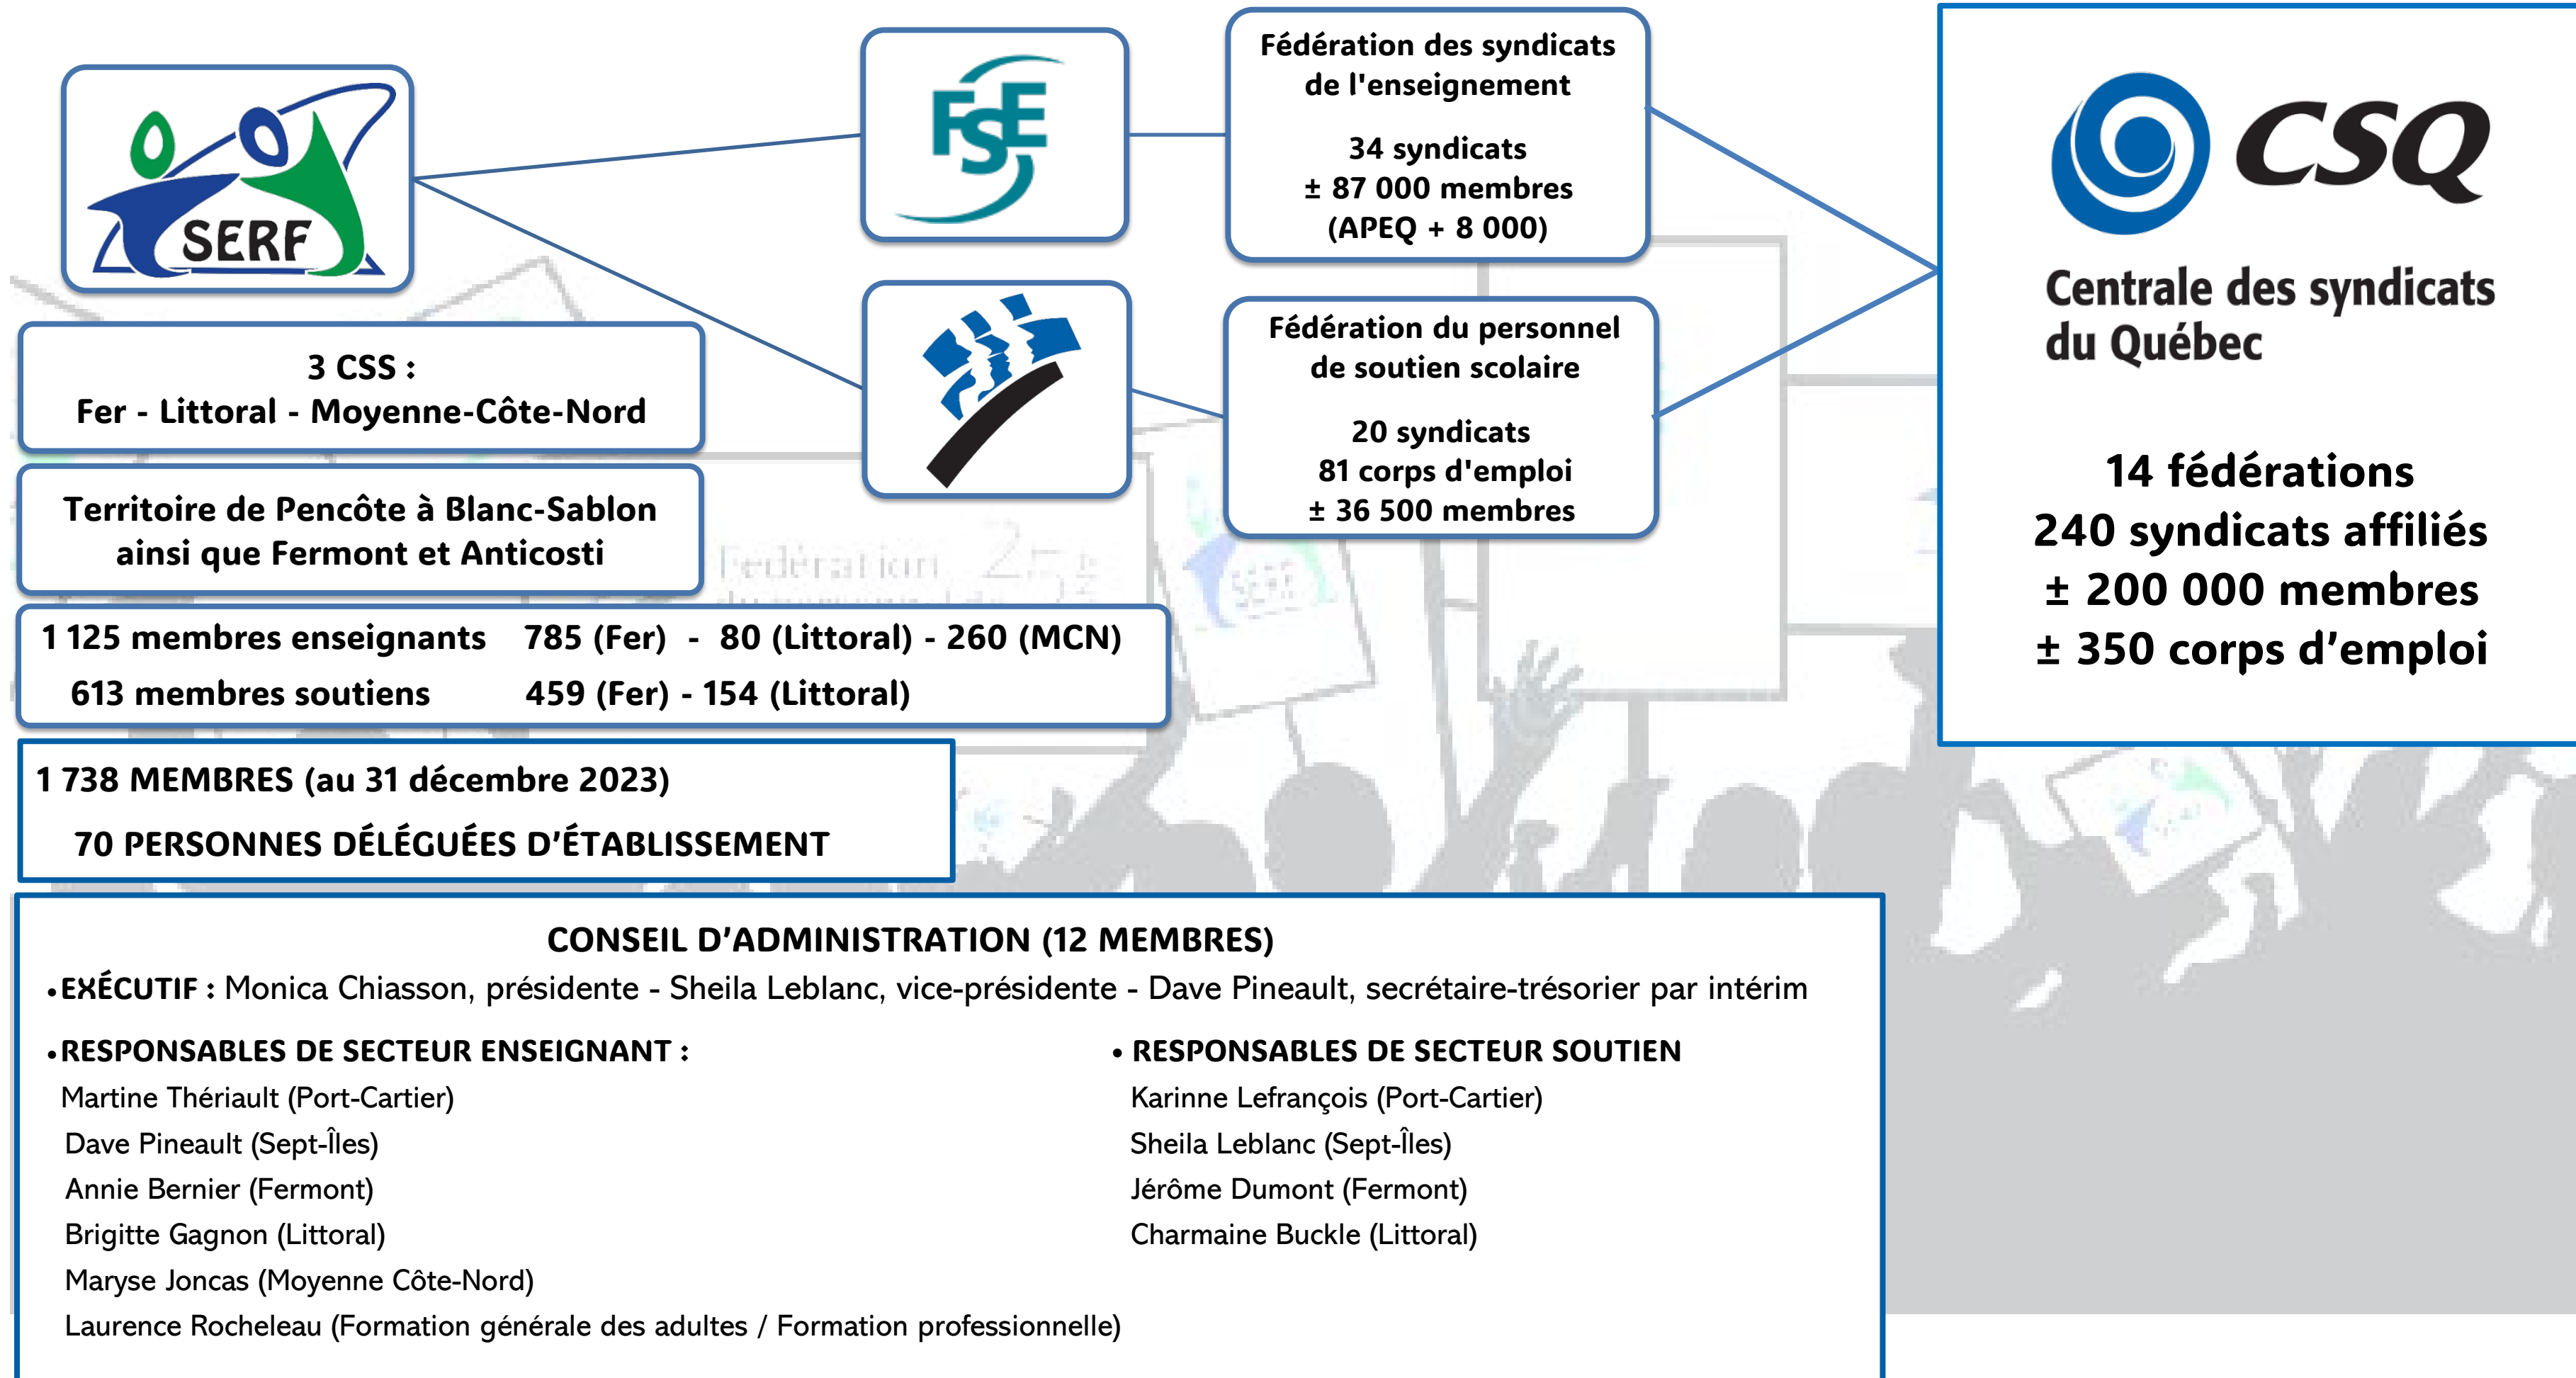 SERF
FSE
Fédération des syndicats
de l'enseignement
34 syndicats
± 87 000 membres
(APEQ + 8 000)
CSQ
Centrale des syndicats
du Québec
14 fédérations
240 syndicats affiliés
± 200 000 membres
± 350 corps d'emploi
Fédération du personnel
de soutien scolaire
20 syndicats
81 corps d'emploi
± 36 500 membres
3 CSS :
Fer - Littoral - Moyenne-Côte-Nord
Territoire de Pencôte à Blanc-Sablon
ainsi que Fermont et Anticosti
Fédération
SERF
1 125 membres enseignants 785 (Fer) - 80 (Littoral) - 260 (MCN)
613 membres soutiens 459 (Fer) - 154 (Littoral)
1 738 MEMBRES (au 31 décembre 2023)
70 PERSONNES DÉLÉGUÉES D'ÉTABLISSEMENT
CONSEIL D'ADMINISTRATION (12 MEMBRES)
• EXÉCUTIF : Monica Chiasson, présidente - Sheila Leblanc, vice-présidente - Dave Pineault, secrétaire-trésorier par intérim
• RESPONSABLES DE SECTEUR ENSEIGNANT :
Martine Thériault (Port-Cartier)
Dave Pineault (Sept-Îles)
Annie Bernier (Fermont)
Brigitte Gagnon (Littoral)
Maryse Joncas (Moyenne Côte-Nord)
Laurence Rocheleau (Formation générale des adultes / Formation professionnelle)
• RESPONSABLES DE SECTEUR SOUTIEN
Karinne Lefrançois (Port-Cartier)
Sheila Leblanc (Sept-Îles)
Jérôme Dumont (Fermont)
Charmaine Buckle (Littoral)